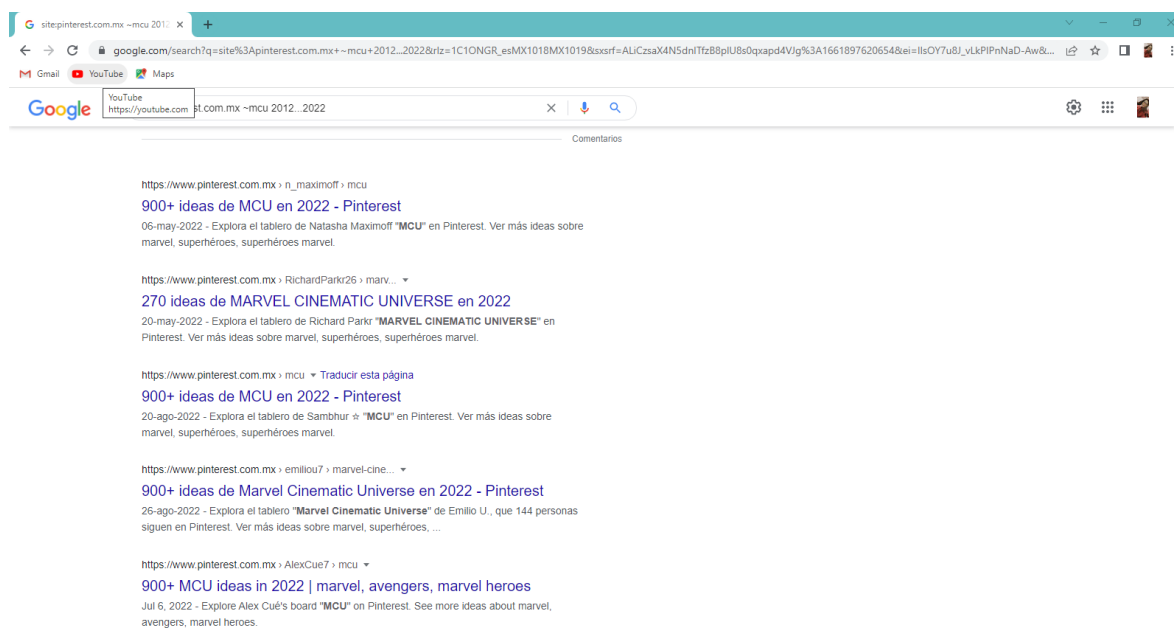 site:pinterest.com.mx ~mcu 2012
google.com/search?q=site%3Apinterest.com.mx+~mcu+2012...2022&rlz=1C1ONGR_esMX1018MX1019&sxsrf=ALiCzsaX4N5dnlTfzB8plU8s0qxapd4VJg%3A1661897620654&ei=IlsOY7u8J_vLkPIPnNaD-Aw&...
Gmail YouTube Maps
YouTube
https://youtube.com
Google st.com.mx ~mcu 2012...2022
Comentarios
https://www.pinterest.com.mx › n_maximoff › mcu
900+ ideas de MCU en 2022 - Pinterest
06-may-2022 - Explora el tablero de Natasha Maximoff "MCU" en Pinterest. Ver más ideas sobre
marvel, superhéroes, superhéroes marvel.
https://www.pinterest.com.mx › RichardParkr26 › marv...
270 ideas de MARVEL CINEMATIC UNIVERSE en 2022
20-may-2022 - Explora el tablero de Richard Parkr "MARVEL CINEMATIC UNIVERSE" en
Pinterest. Ver más ideas sobre marvel, superhéroes, superhéroes marvel.
https://www.pinterest.com.mx › mcu Traducir esta página
900+ ideas de MCU en 2022 - Pinterest
20-ago-2022 - Explora el tablero de Sambhur ☆ "MCU" en Pinterest. Ver más ideas sobre
marvel, superhéroes, superhéroes marvel.
https://www.pinterest.com.mx › emiliou7 › marvel-cine...
900+ ideas de Marvel Cinematic Universe en 2022 - Pinterest
26-ago-2022 - Explora el tablero "Marvel Cinematic Universe" de Emilio U., que 144 personas
siguen en Pinterest. Ver más ideas sobre marvel, superhéroes, ...
https://www.pinterest.com.mx › AlexCue7 › mcu
900+ MCU ideas in 2022 | marvel, avengers, marvel heroes
Jul 6, 2022 - Explore Alex Cué's board "MCU" on Pinterest. See more ideas about marvel,
avengers, marvel heroes.